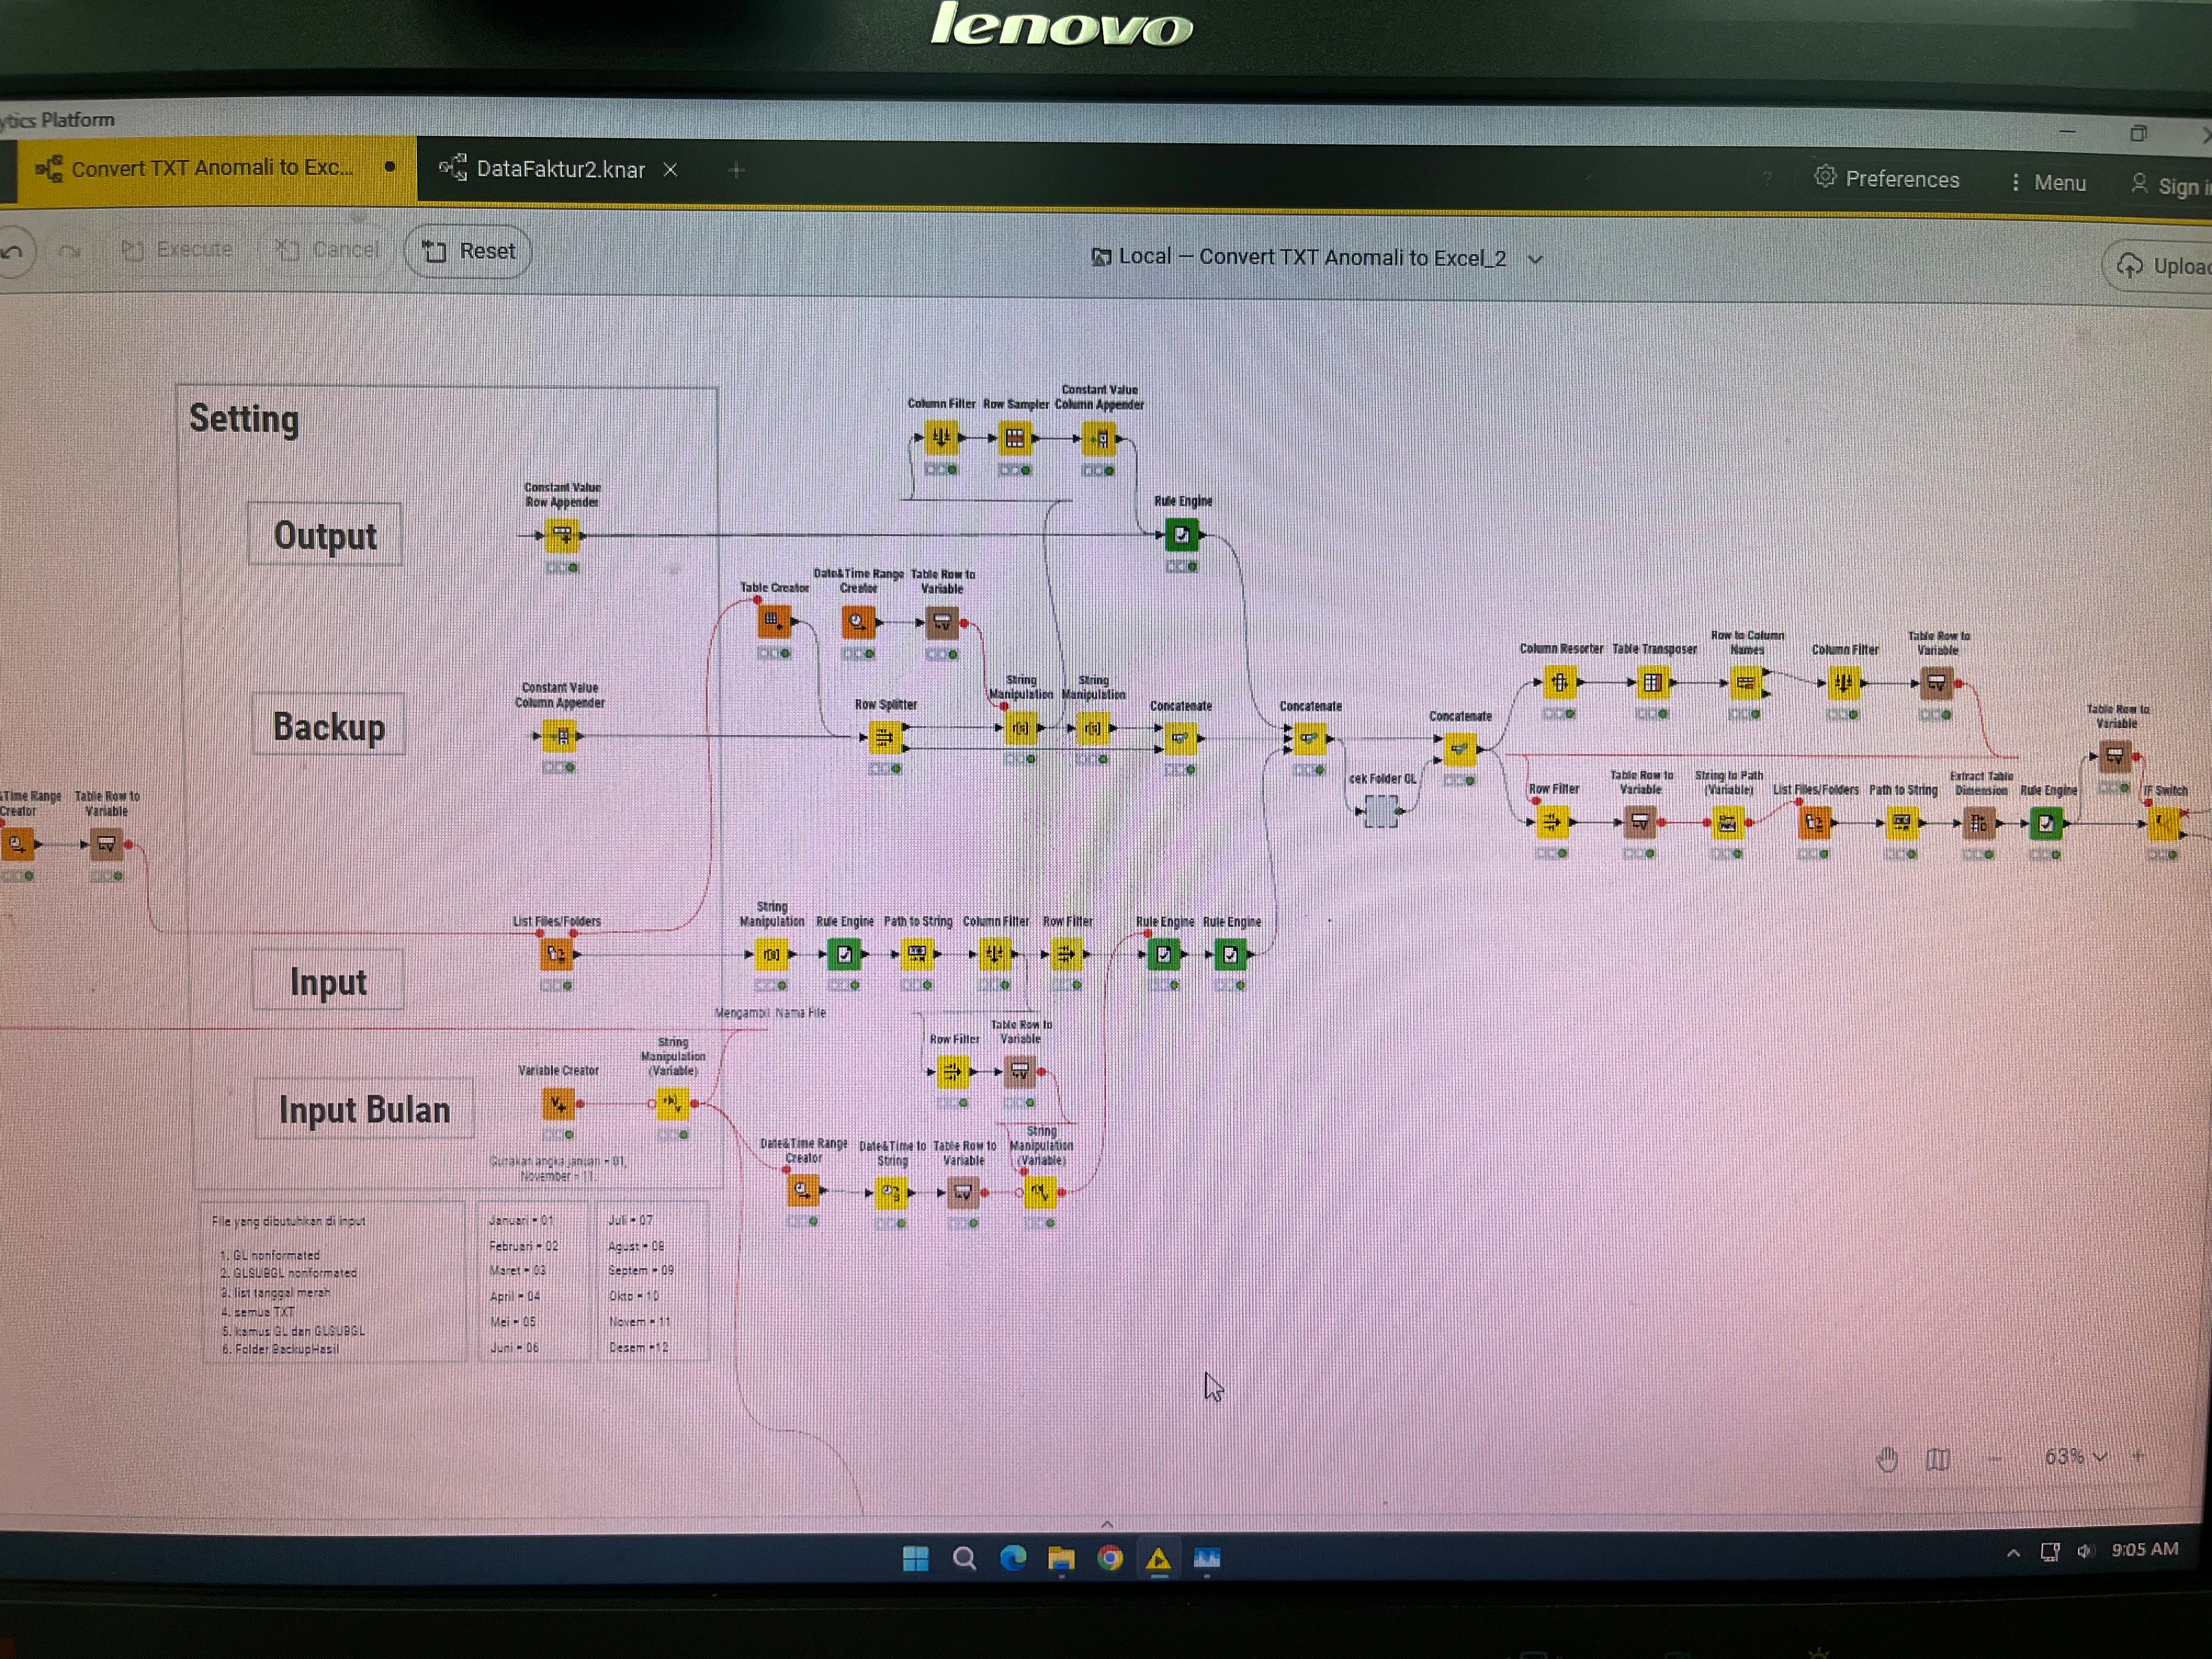 lenovo
ytics Platform
Convert TXT Anomali to Exc...
DataFaktur2.knar
Preferences
Menu
Sign i
Execute
Cancel
Reset
Local — Convert TXT Anomali to Excel_2
Uploa
Setting
Column Filter
Row Sampler
Constant Value
Column Appender
Constant Value
Row Appender
Rule Engine
Output
Table Creator
Date&Time Range
Creator
Table Row to
Variable
Column Resorter
Table Transposer
Row to Column
Names
Column Filter
Table Row to
Variable
Constant Value
Column Appender
Row Splitter
String
Manipulation
String
Manipulation
Concatenate
Concatenate
Concatenate
Table Row to
Variable
Backup
cek Folder GL
Row Filter
Table Row to
Variable
String to Path
(Variable)
List Files/Folders
Path to String
Extract Table
Dimension
Rule Engine
IF Switch
Time Range
Creator
Table Row to
Variable
List Files/Folders
String
Manipulation
Rule Engine
Path to String
Column Filter
Row Filter
Rule Engine
Rule Engine
Input
Mengambil Nama File
Row Filter
Table Row to
Variable
Variable Creator
String
Manipulation
(Variable)
Input Bulan
Date&Time Range
Creator
Date&Time to
String
Table Row to
Variable
String
Manipulation
(Variable)
Gunakan angka januari = 01,
November = 11.
File yang dibutuhkan di input
1. GL nonformated
2. GLSUBGL nonformated
3. list tanggal merah
4. semua TXT
5. kamus GL dan GLSUBGL
6. Folder BackupHasil
Januari = 01
Februari = 02
Maret = 03
April = 04
Mei = 05
Juni = 06
Juli = 07
Agust = 08
Septem = 09
Okto = 10
Novem = 11
Desem =12
63%
9:05 AM